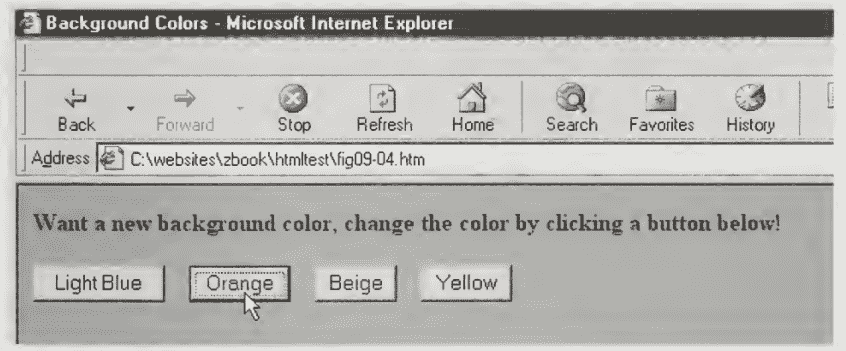 Background Colors - Microsoft Internet Explorer
Back Forward Stop Refresh Home Search Favorites History
Address C:\websites\zbook\htmltest\fig09-04.htm
Want a new background color, change the color by clicking a button below!
Light Blue Orange Beige Yellow